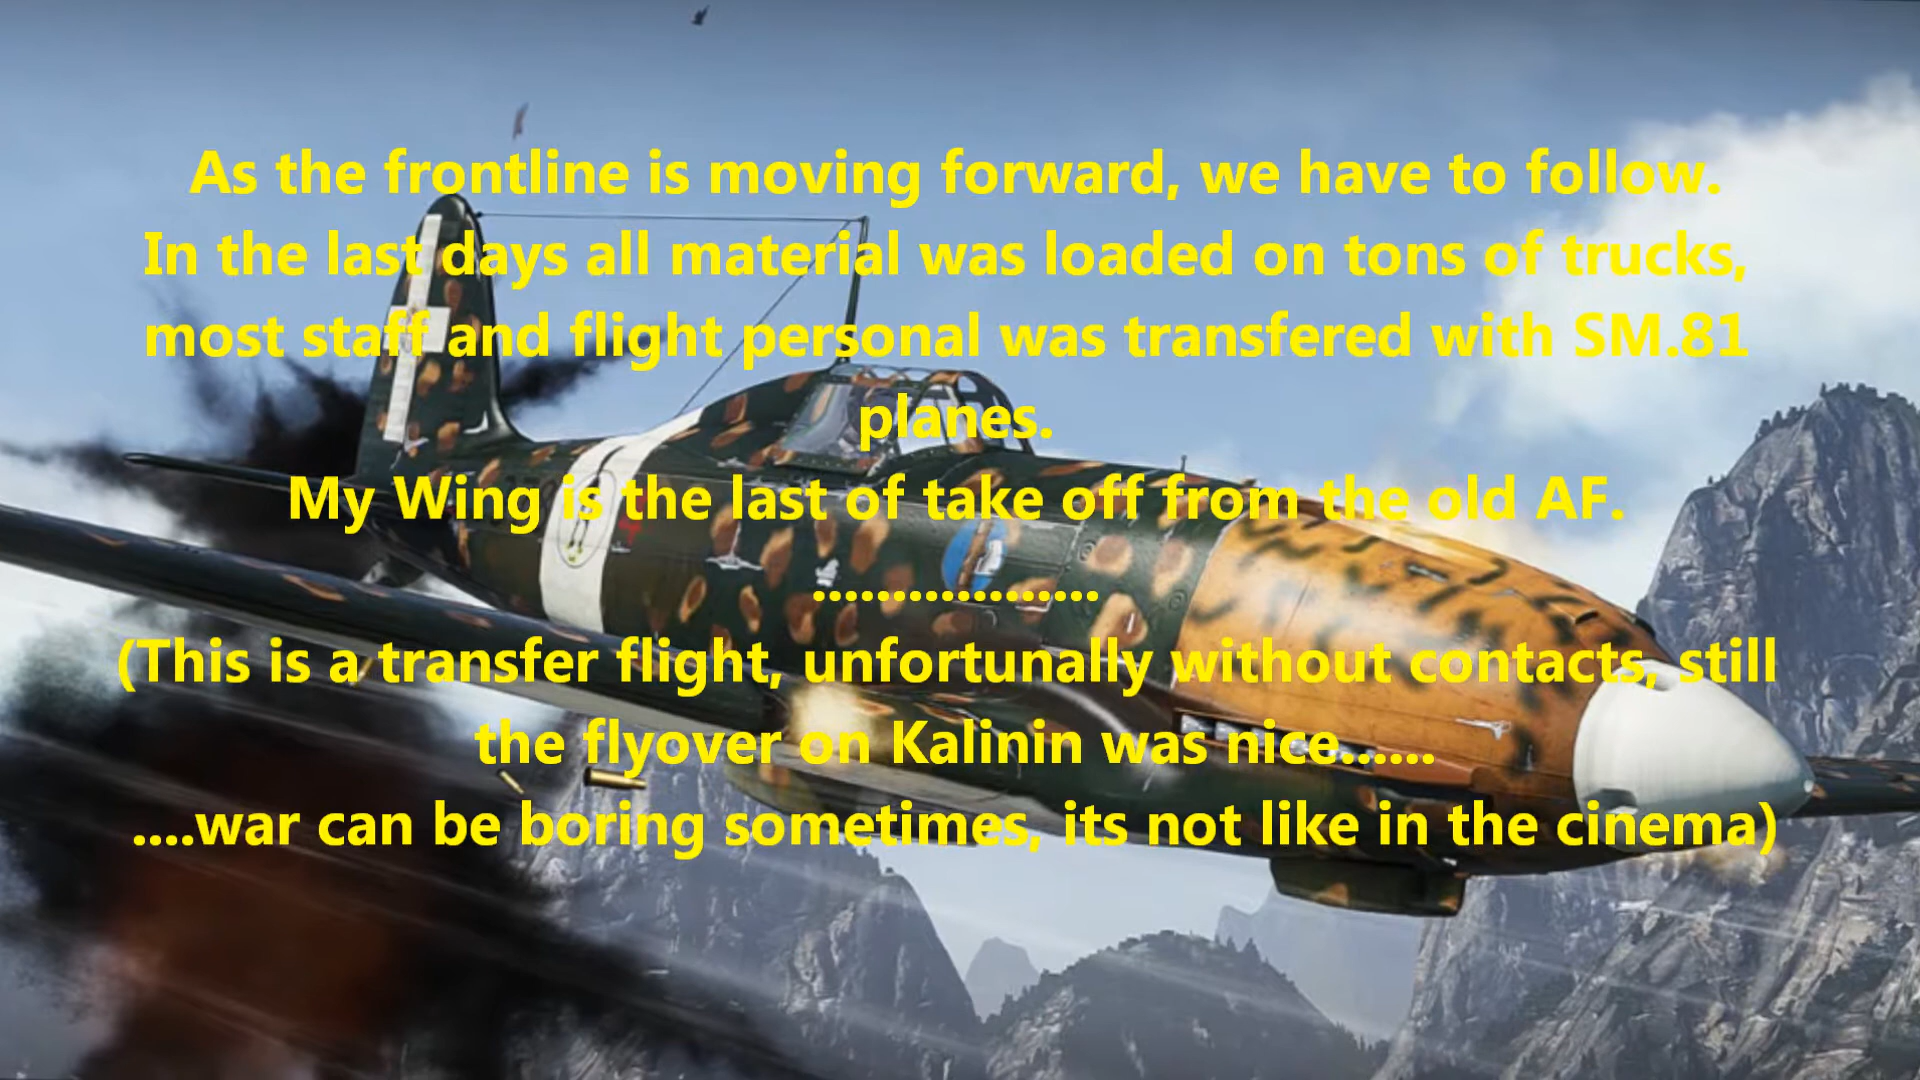 As the frontline is moving forward, we have to follow.
In the last days all material was loaded on tons of trucks,
most staff and flight personal was transfered with SM.81
planes.
My Wing is the last of take off from the old AF.
..................
(This is a transfer flight, unfortunally without contacts, still
the flyover on Kalinin was nice......
....war can be boring sometimes, its not like in the cinema)